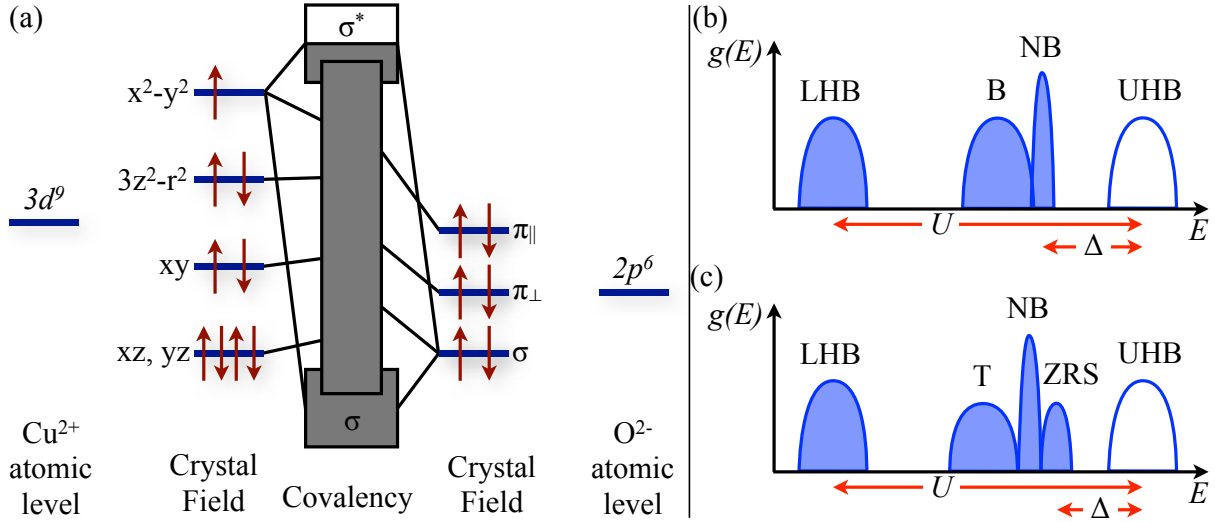 (a)
σ*
x²-y²
3z²-r²
3d⁹
xy
xz, yz
π∥
π⊥
σ
2p⁶
σ
Cu²⁺
atomic
level
Crystal
Field
Covalency
Crystal
Field
O²⁻
atomic
level
(b)
g(E)
LHB
B
NB
UHB
U
Δ
E
(c)
g(E)
LHB
T
NB
ZRS
UHB
U
Δ
E